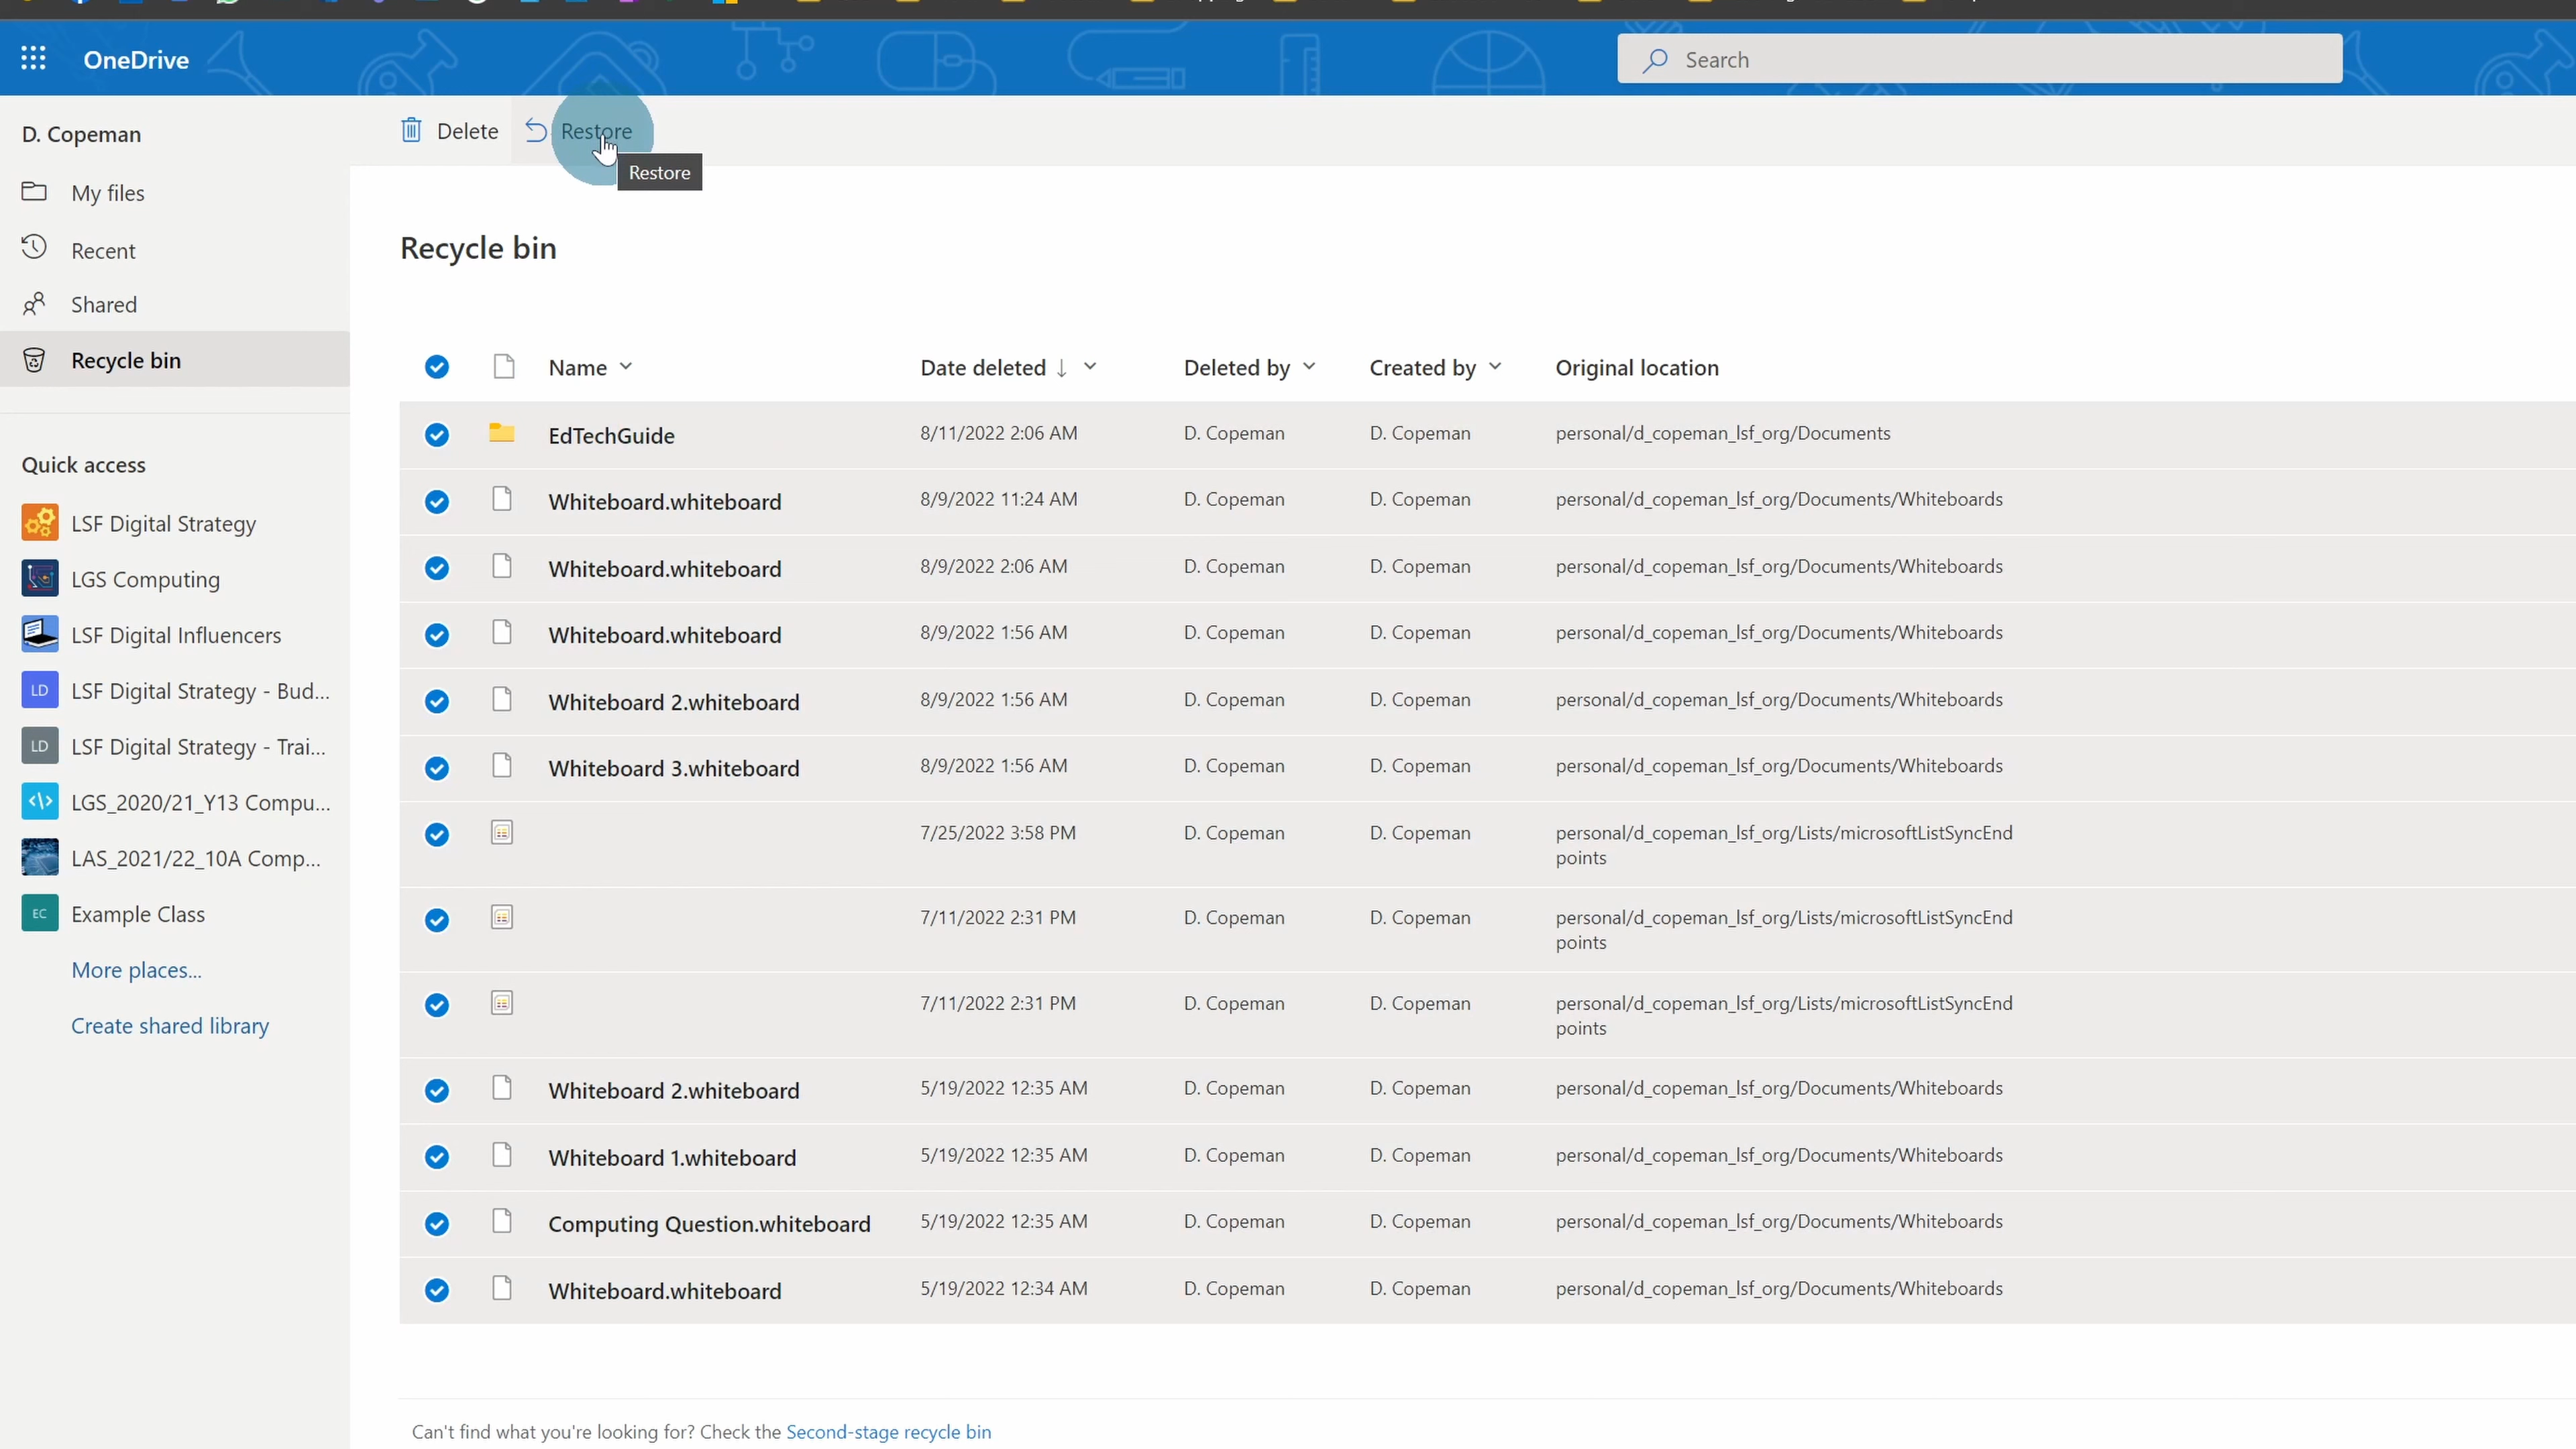 OneDrive
Search
D. Copeman
Delete
Restore
Restore
My files
Recent
Shared
Recycle bin
Quick access
LSF Digital Strategy
LGS Computing
LSF Digital Influencers
LD
LSF Digital Strategy - Bud...
LD
LSF Digital Strategy - Trai...
LGS_2020/21_Y13 Compu...
LAS_2021/22_10A Comp...
EC
Example Class
More places...
Create shared library
Recycle bin
Name Date deleted Deleted by Created by Original location
EdTechGuide 8/11/2022 2:06 AM D. Copeman D. Copeman personal/d_copeman_lsf_org/Documents
Whiteboard.whiteboard 8/9/2022 11:24 AM D. Copeman D. Copeman personal/d_copeman_lsf_org/Documents/Whiteboards
Whiteboard.whiteboard 8/9/2022 2:06 AM D. Copeman D. Copeman personal/d_copeman_lsf_org/Documents/Whiteboards
Whiteboard.whiteboard 8/9/2022 1:56 AM D. Copeman D. Copeman personal/d_copeman_lsf_org/Documents/Whiteboards
Whiteboard 2.whiteboard 8/9/2022 1:56 AM D. Copeman D. Copeman personal/d_copeman_lsf_org/Documents/Whiteboards
Whiteboard 3.whiteboard 8/9/2022 1:56 AM D. Copeman D. Copeman personal/d_copeman_lsf_org/Documents/Whiteboards
7/25/2022 3:58 PM D. Copeman D. Copeman personal/d_copeman_lsf_org/Lists/microsoftListSyncEnd
points
7/11/2022 2:31 PM D. Copeman D. Copeman personal/d_copeman_lsf_org/Lists/microsoftListSyncEnd
points
7/11/2022 2:31 PM D. Copeman D. Copeman personal/d_copeman_lsf_org/Lists/microsoftListSyncEnd
points
Whiteboard 2.whiteboard 5/19/2022 12:35 AM D. Copeman D. Copeman personal/d_copeman_lsf_org/Documents/Whiteboards
Whiteboard 1.whiteboard 5/19/2022 12:35 AM D. Copeman D. Copeman personal/d_copeman_lsf_org/Documents/Whiteboards
Computing Question.whiteboard 5/19/2022 12:35 AM D. Copeman D. Copeman personal/d_copeman_lsf_org/Documents/Whiteboards
Whiteboard.whiteboard 5/19/2022 12:34 AM D. Copeman D. Copeman personal/d_copeman_lsf_org/Documents/Whiteboards
Can't find what you're looking for? Check the Second-stage recycle bin